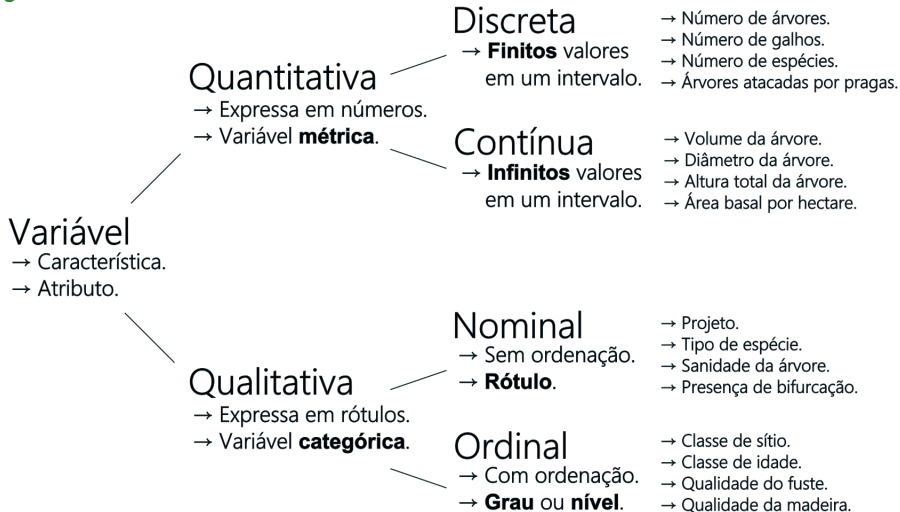 Variável
→ Característica.
→ Atributo.
Quantitativa
→ Expressa em números.
→ Variável métrica.
Discreta
→ Finitos valores
em um intervalo.
→ Número de árvores.
→ Número de galhos.
→ Número de espécies.
→ Árvores atacadas por pragas.
Contínua
→ Infinitos valores
em um intervalo.
→ Volume da árvore.
→ Diâmetro da árvore.
→ Altura total da árvore.
→ Área basal por hectare.
Qualitativa
→ Expressa em rótulos.
→ Variável categórica.
Nominal
→ Sem ordenação.
→ Rótulo.
→ Projeto.
→ Tipo de espécie.
→ Sanidade da árvore.
→ Presença de bifurcação.
Ordinal
→ Com ordenação.
→ Grau ou nível.
→ Classe de sítio.
→ Classe de idade.
→ Qualidade do fuste.
→ Qualidade da madeira.